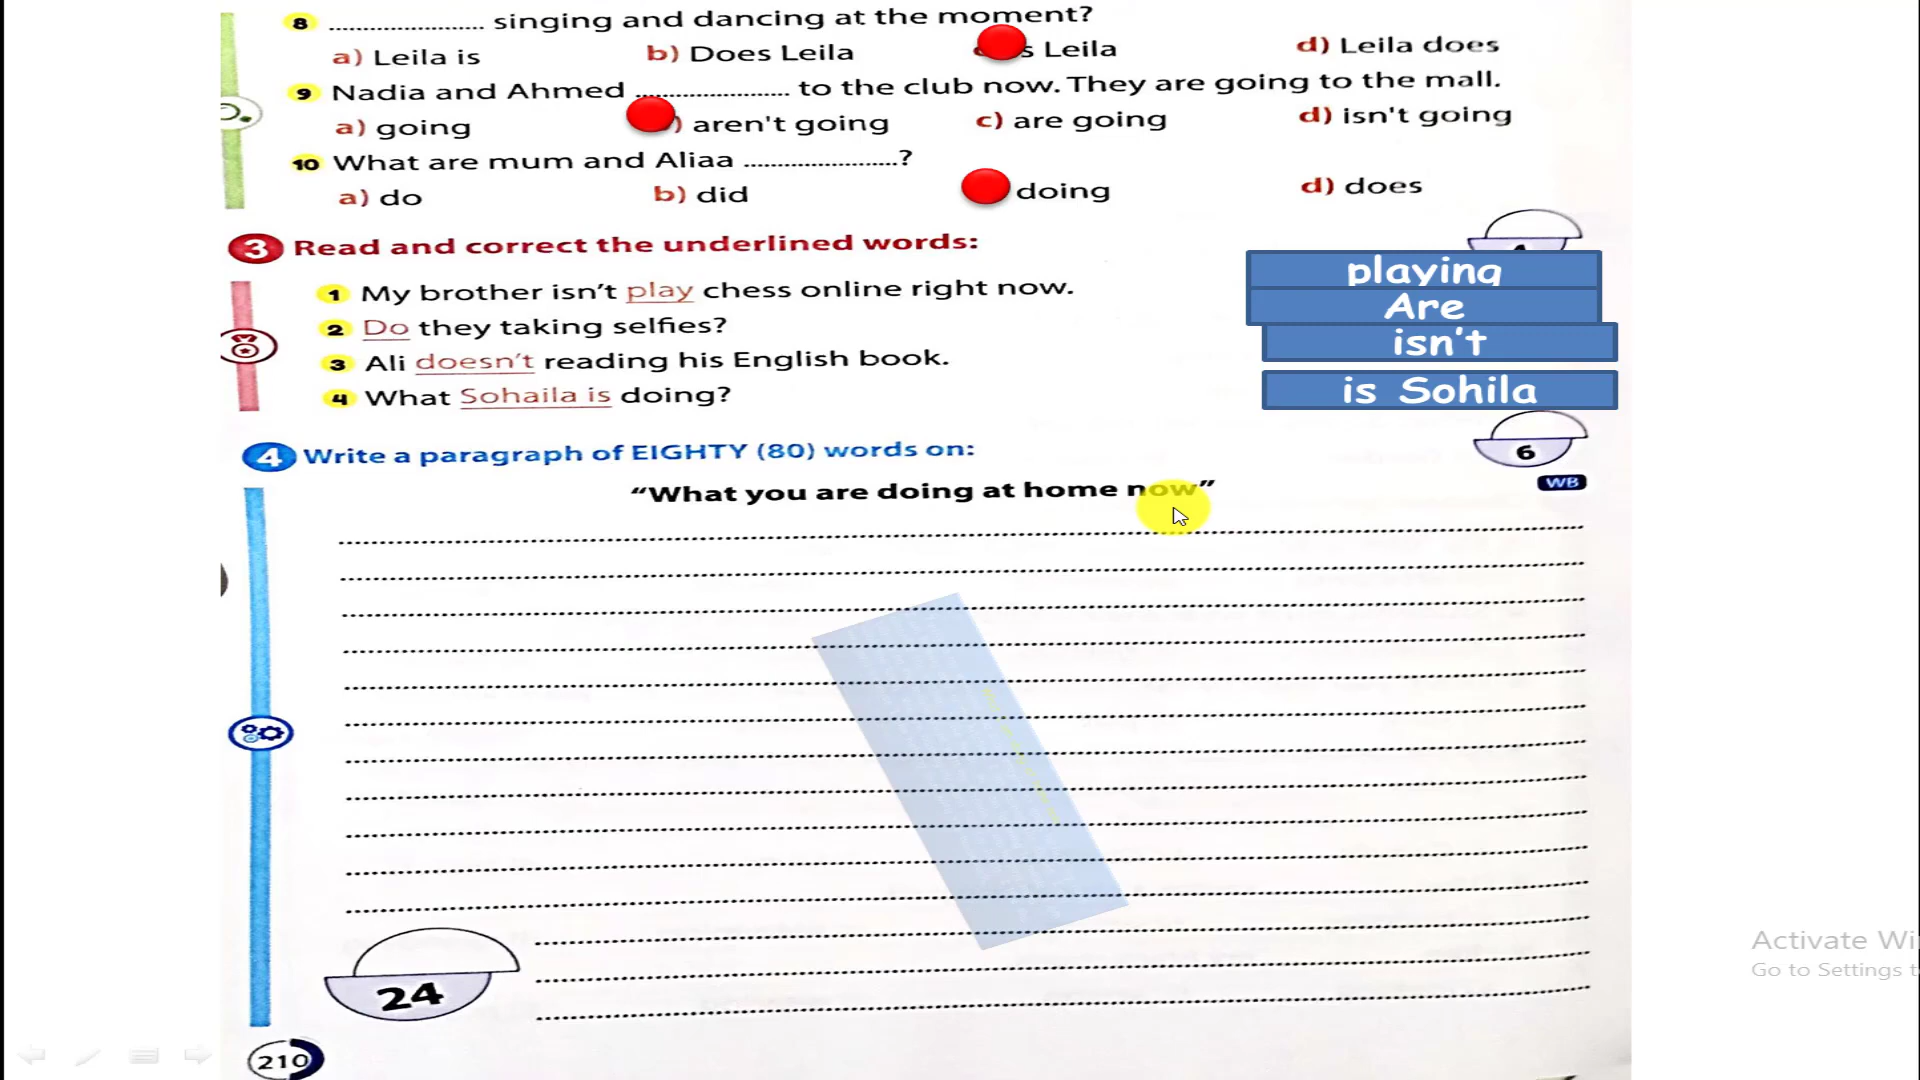 8 ...................... singing and dancing at the moment?
a) Leila is b) Does Leila s Leila d) Leila does
9 Nadia and Ahmed ...................... to the club now. They are going to the mall.
a) going ) aren't going c) are going d) isn't going
10 What are mum and Aliaa ......................?
a) do b) did doing d) does
3 Read and correct the underlined words:
playing
1 My brother isn't play chess online right now.
Are
2 Do they taking selfies?
isn't
3 Ali doesn't reading his English book.
is Sohila
4 What Sohaila is doing?
4 Write a paragraph of EIGHTY (80) words on:
6
"What you are doing at home now"
WB
24
210
Activate Wi
Go to Settings t